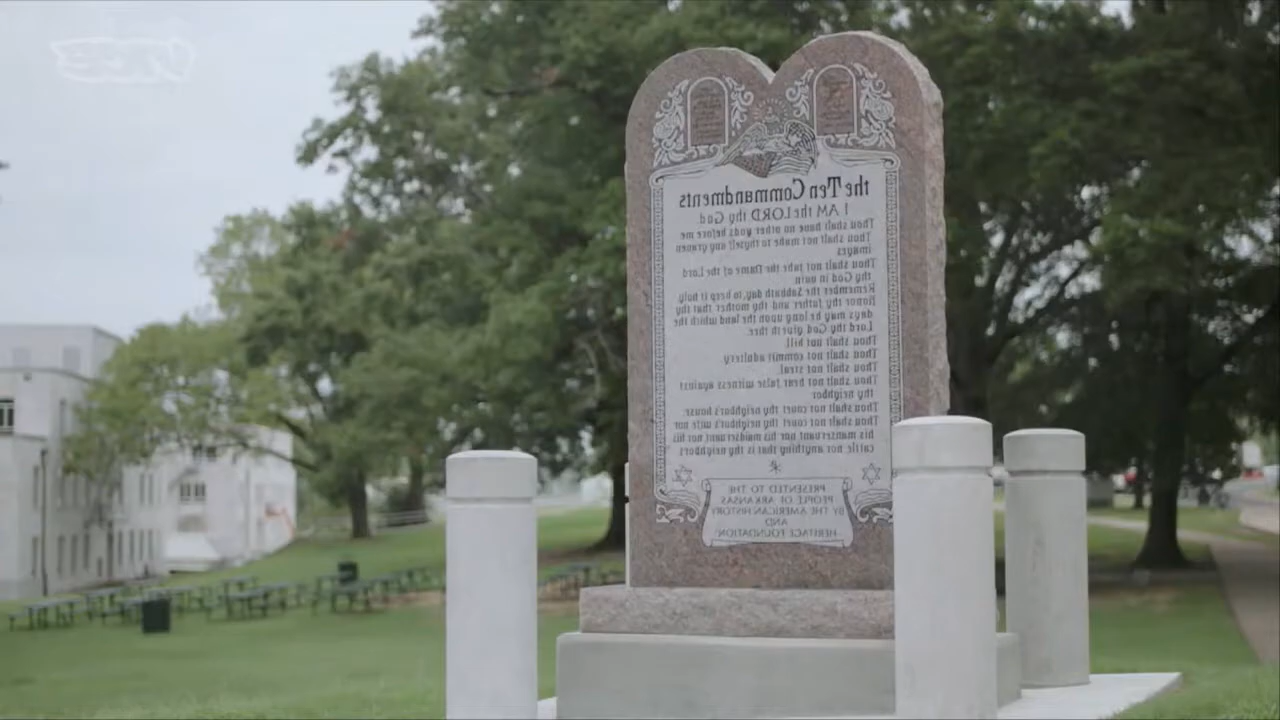 VICE
the Ten Commandments
I AM the LORD thy God
Thou shalt have no other gods before me
Thou shalt not make to thyself any graven
images
Thou shalt not take the Name of the Lord
thy God in vain
Remember the Sabbath day, to keep it holy
Honor thy father and thy mother that thy
days may be long upon the land which the
Lord thy God giveth thee.
Thou shalt not kill
Thou shalt not commit adultery
Thou shalt not steal.
Thou shalt not bear false witness against
thy neighbor
Thou shalt not covet thy neighbor's house.
Thou shalt not covet thy neighbor's wife nor
his manservant nor his maidservant nor his
cattle nor anything that is thy neighbor's
PRESENTED TO THE
PEOPLE OF ARKANSAS
BY THE AMERICAN HISTORY
AND
HERITAGE FOUNDATION